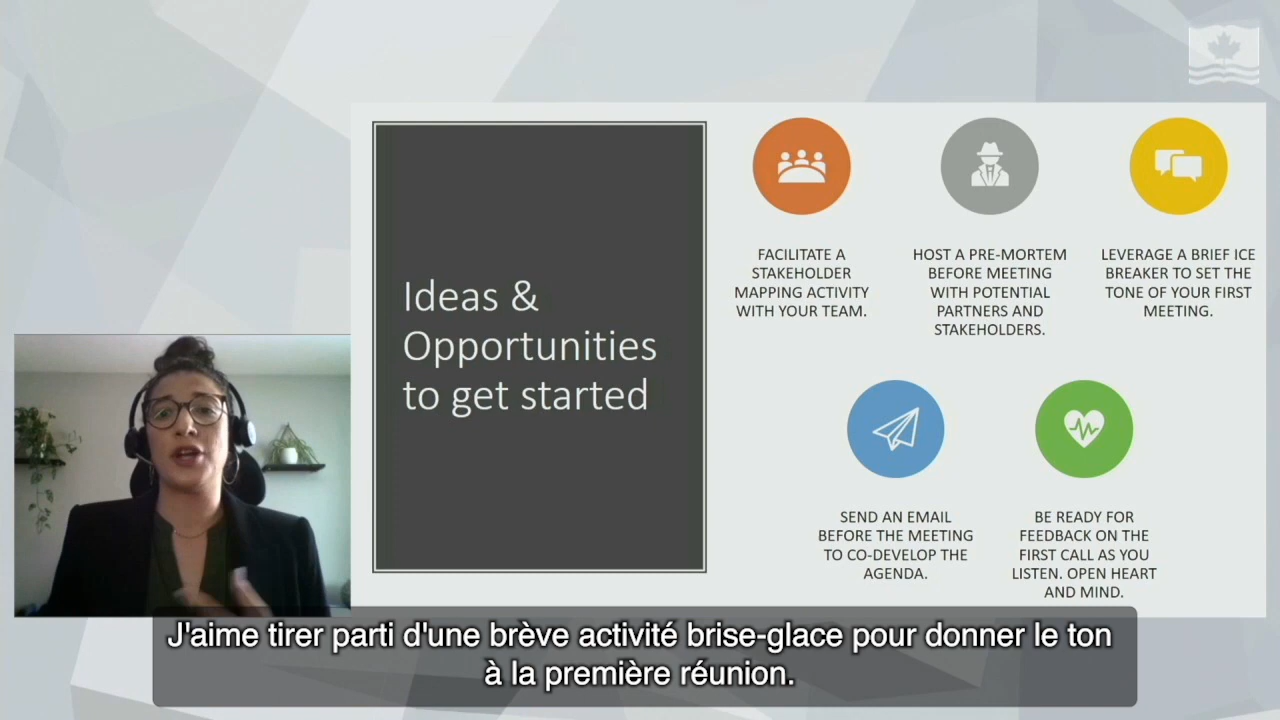 Ideas &
Opportunities
to get started
FACILITATE A
STAKEHOLDER
MAPPING ACTIVITY
WITH YOUR TEAM.
HOST A PRE-MORTEM
BEFORE MEETING
WITH POTENTIAL
PARTNERS AND
STAKEHOLDERS.
LEVERAGE A BRIEF ICE
BREAKER TO SET THE
TONE OF YOUR FIRST
MEETING.
SEND AN EMAIL
BEFORE THE MEETING
TO CO-DEVELOP THE
AGENDA.
BE READY FOR
FEEDBACK ON THE
FIRST CALL AS YOU
LISTEN. OPEN HEART
AND MIND.
J'aime tirer parti d'une brève activité brise-glace pour donner le ton
à la première réunion.